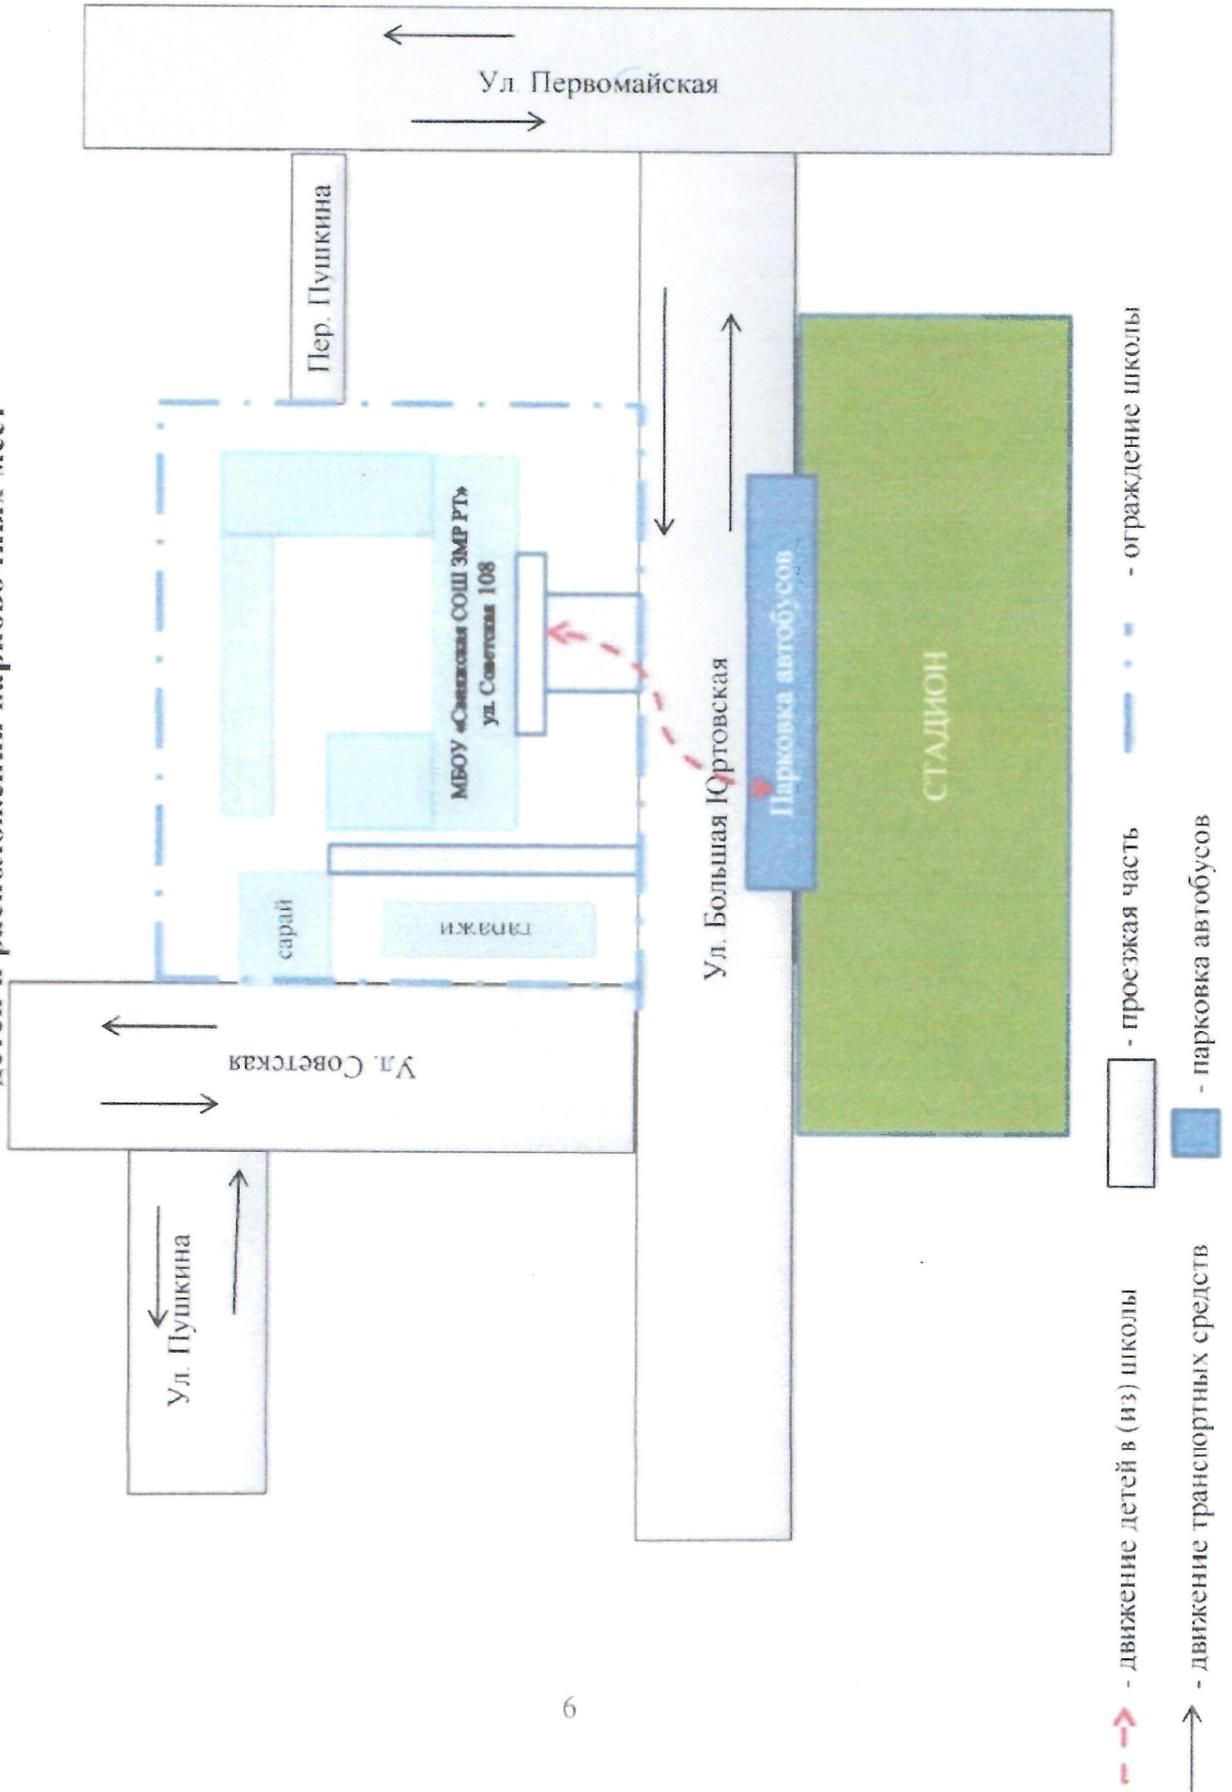 Ул. Первомайская
Пер. Пушкина
МБОУ
СОШ ЗМР РТ»
ул. Советская 108
сарай
гаражи
Ул. Советская
Ул. Пушкина
Ул. Большая Юртовская
Парковка автобусов
СТАДИОН
- движение детей в (из) школы
- проезжая часть
- ограждение школы
- движение транспортных средств
- парковка автобусов
6